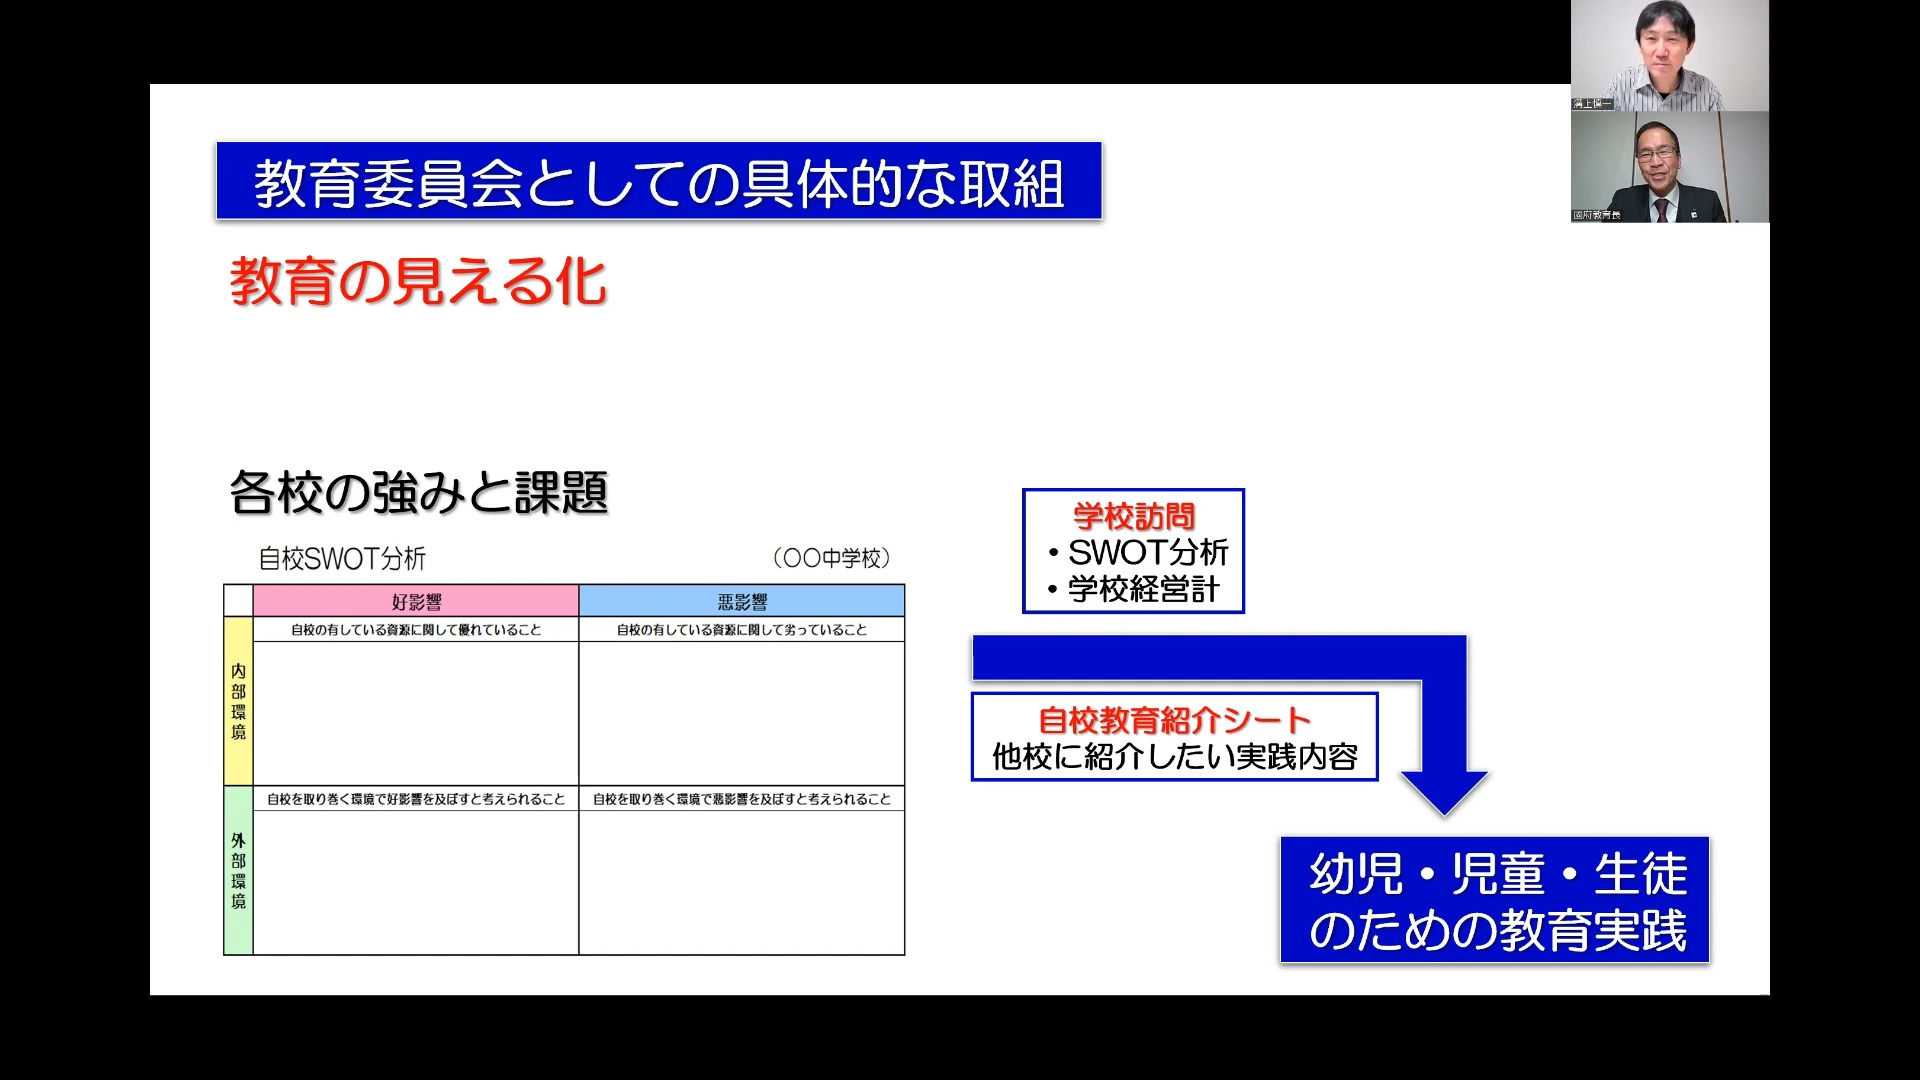 教育委員会としての具体的な取組
教育の見える化
各校の強みと課題
自校SWOT分析
（〇〇中学校）
好影響
悪影響
内部環境
自校の有している資源に関して優れていること
自校の有している資源に関して劣っていること
外部環境
自校を取り巻く環境で好影響を及ぼすと考えられること
自校を取り巻く環境で悪影響を及ぼすと考えられること
学校訪問
・SWOT分析
・学校経営計
自校教育紹介シート
他校に紹介したい実践内容
幼児・児童・生徒
のための教育実践
溝上慎一
國府教育長